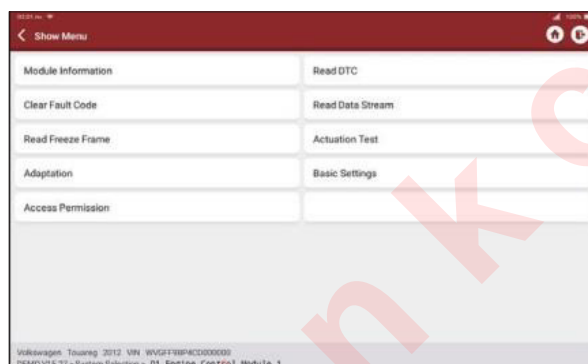 Show Menu
Module Information
Read DTC
Clear Fault Code
Read Data Stream
Read Freeze Frame
Actuation Test
Adaptation
Basic Settings
Access Permission
Volkswagen Touareg 2012 VIN
01 Engine Control Module 1